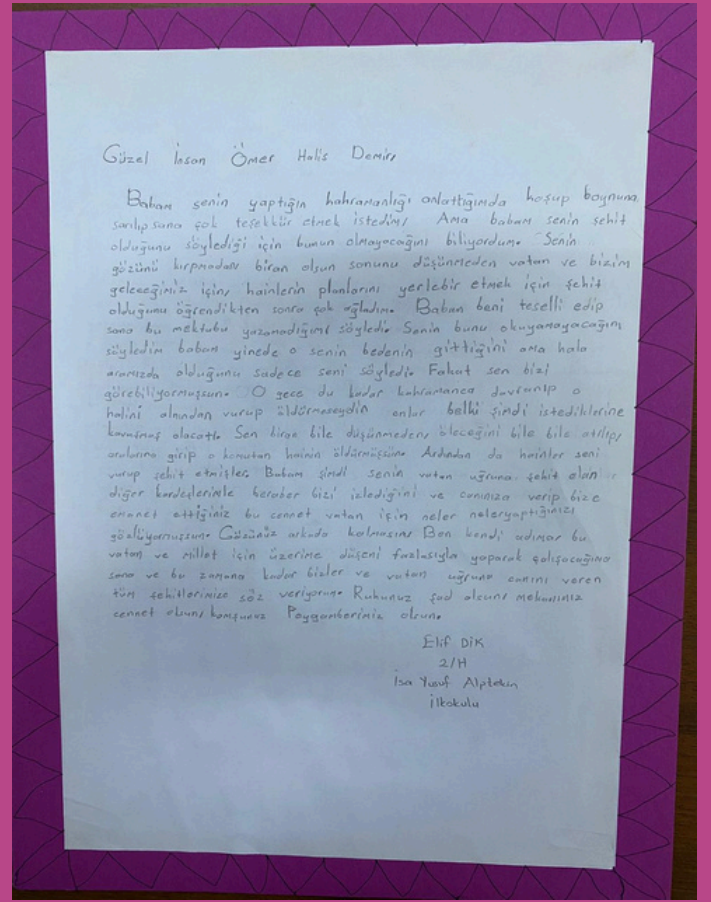 Güzel İnsan Ömer Halis Demir,
Babam senin yaptığın kahramanlığı anlattığımda koşup boynuna
sarılıp sana çok teşekkür etmek istedim, Ama babam senin şehit
olduğunu söylediği için bunun olmayacağını biliyordum. Senin
gözünü kırpmadan biran olsun sonunu düşünmeden vatan ve bizim
geleceğimiz için, hainlerin planlarını yerlebir etmek için şehit
olduğunu öğrendikten sonra çok ağladım. Baban beni teselli edip
sana bu mektubu söyledi. Senin bunu okuyamayacağını
söyledim babam yinede o senin bedenin gittiğini ama hala
aramızda olduğunu sadece seni söyledi. Fakat sen bizi
görebiliyormuşsun. O gece du kadar kahramanca davranıp o
halini alnından vurup öldürmeseydin onlar belki şimdi istediklerine
kavuşmuş olacattı. Sen biran bile düşünmeden, öleceğini bile bile atılıp,
aralarına girip o komutan hainin öldürmüşsün. Ardından da hainler seni
vurup şehit etmişler. Babam şimdi senin vatan uğruna şehit olan
diğer kardeşlerimle beraber bizi izlediğini ve canınıza verip bize
emanet ettiğiniz bu cennet vatan için neler neleryaptığınızı
gözlüyormuşsun. Gözünüz arkada kalmasın, Ben kendi adımar bu
vatan ve Millet için üzerime düşeni fazlasıyla yaparak çalışacağıma
sana ve bu zamana kadar bizler ve vatan uğruna canını veren
tüm şehitlerimize söz veriyorum. Ruhunuz şad olsun, mekanınız
cennet olsun, komşunuz Peygamberimiz olsun.
Elif DİK
2/H
İsa Yusuf Alptekin
İlkokulu